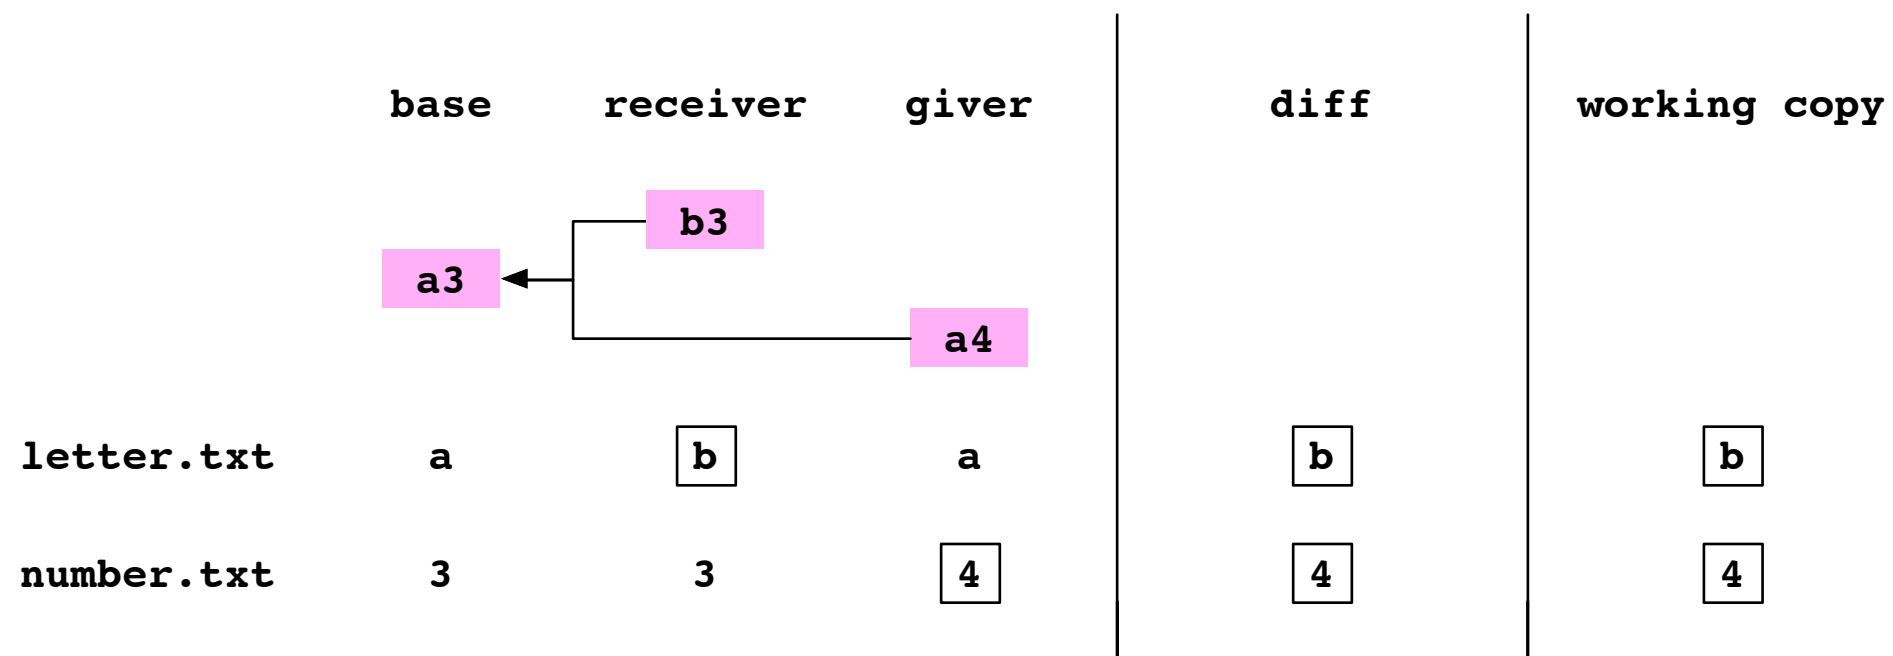 base receiver giver diff working copy
b3
a3
a4
letter.txt a b a b b
number.txt 3 3 4 4 4